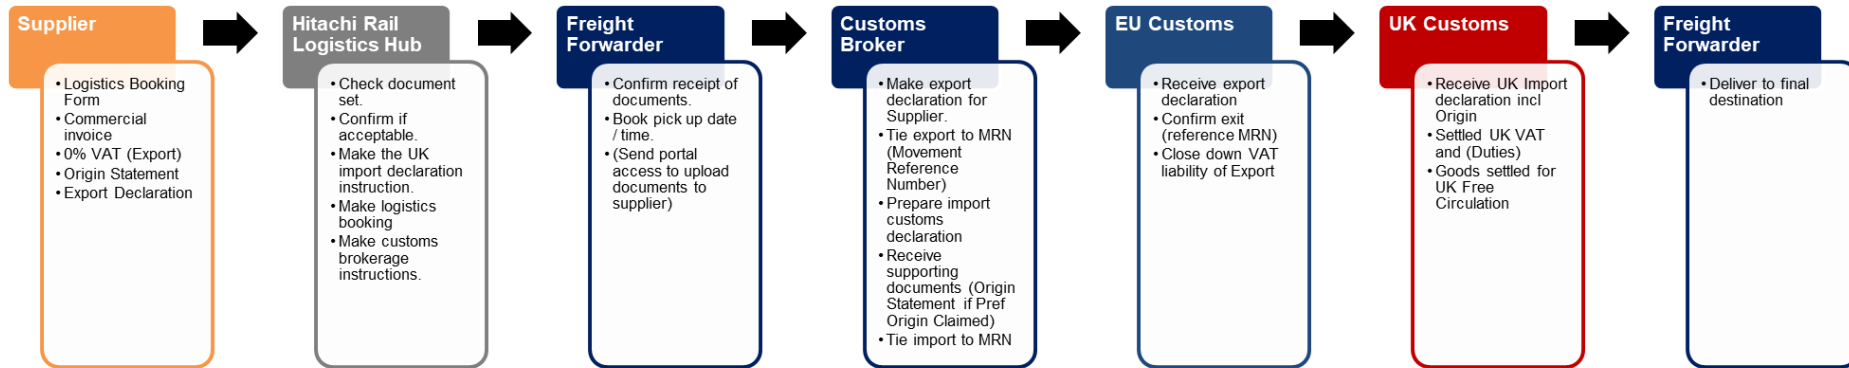 Supplier
• Logistics Booking
Form
• Commercial
invoice
• 0% VAT (Export)
• Origin Statement
• Export Declaration
Hitachi Rail
Logistics Hub
• Check document
set.
• Confirm if
acceptable.
• Make the UK
import declaration
instruction.
• Make logistics
booking
• Make customs
brokerage
instructions.
Freight
Forwarder
• Confirm receipt of
documents.
• Book pick up date
/ time.
• (Send portal
access to upload
documents to
supplier)
Customs
Broker
• Make export
declaration for
Supplier.
• Tie export to MRN
(Movement
Reference
Number)
• Prepare import
customs
declaration
• Receive
supporting
documents (Origin
Statement if Pref
Origin Claimed)
• Tie import to MRN
EU Customs
• Receive export
declaration
• Confirm exit
(reference MRN)
• Close down VAT
liability of Export
UK Customs
• Receive UK Import
declaration incl
Origin
• Settled UK VAT
and (Duties)
• Goods settled for
UK Free
Circulation
Freight
Forwarder
• Deliver to final
destination